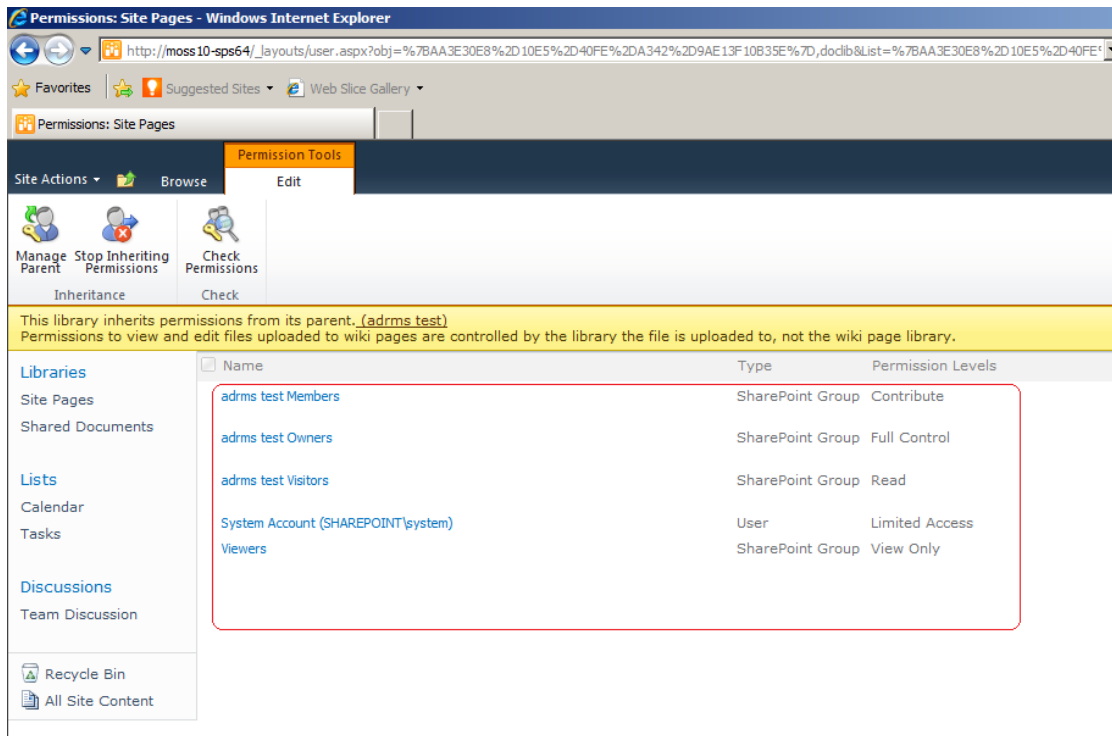 Permissions: Site Pages - Windows Internet Explorer
http://moss10-sps64/_layouts/user.aspx?obj=%7BAA3E30E8%2D10E5%2D40FE%2DA342%2D9AE13F10B35E%7D,doclib&List=%7BAA3E30E8%2D10E5%2D40FE%
Favorites Suggested Sites Web Slice Gallery
Permissions: Site Pages
Permission Tools
Site Actions Browse Edit
Manage Parent
Stop Inheriting Permissions
Check Permissions
Inheritance Check
This library inherits permissions from its parent. (adrms test)
Permissions to view and edit files uploaded to wiki pages are controlled by the library the file is uploaded to, not the wiki page library.
Libraries
Site Pages
Shared Documents
Lists
Calendar
Tasks
Discussions
Team Discussion
Recycle Bin
All Site Content
Name Type Permission Levels
adrms test Members SharePoint Group Contribute
adrms test Owners SharePoint Group Full Control
adrms test Visitors SharePoint Group Read
System Account (SHAREPOINT\system) User Limited Access
Viewers SharePoint Group View Only